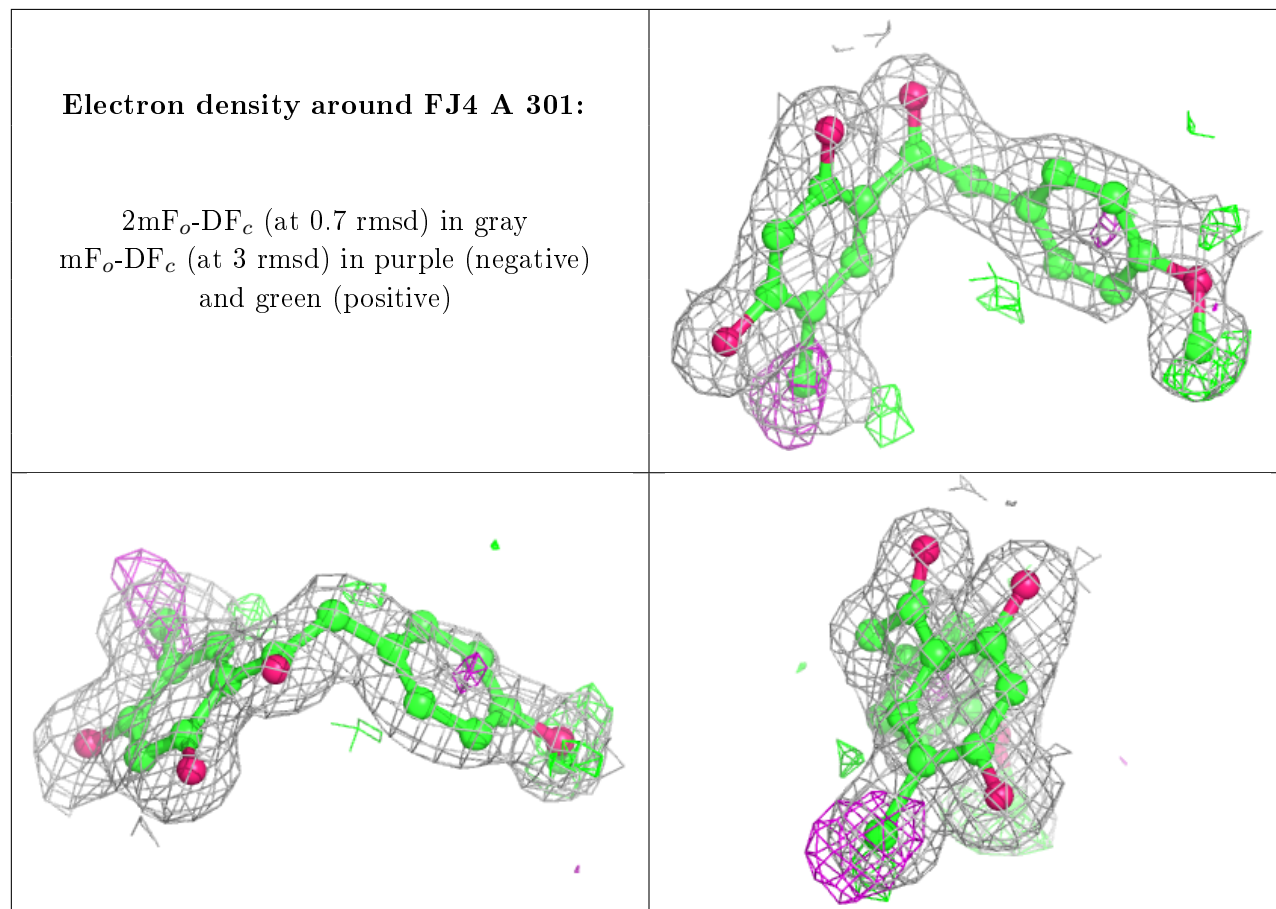 Electron density around FJ4 A 301:
2mFo-DFc (at 0.7 rmsd) in gray
mFo-DFc (at 3 rmsd) in purple (negative)
and green (positive)